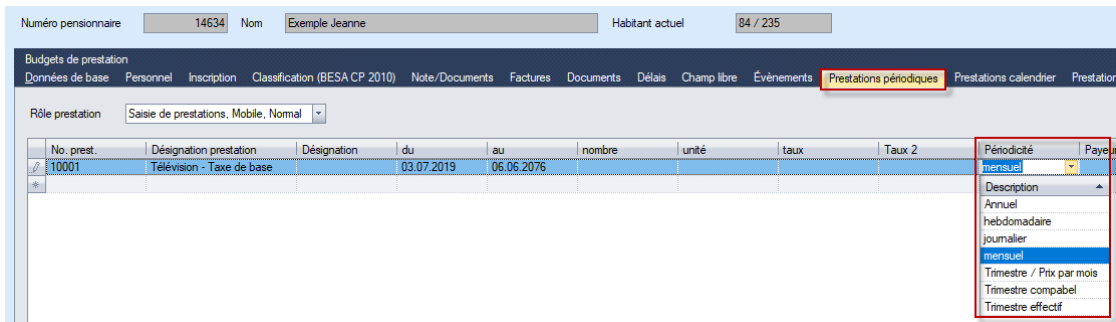 Numéro pensionnaire 14634 Nom Exemple Jeanne Habitant actuel 84 / 235
Budgets de prestation
Données de base Personnel Inscription Classification (BESA CP 2010) Note/Documents Factures Documents Délais Champ libre Évènements Prestations périodiques Prestations calendrier Prestation
Rôle prestation Saisie de prestations, Mobile, Normal
No. prest. Désignation prestation Désignation du au nombre unité taux Taux 2 Périodicité Payeur
10001 Télévision - Taxe de base 03.07.2019 06.06.2076 mensuel
Description
Annuel
hebdomadaire
journalier
mensuel
Trimestre / Prix par mois
Trimestre compabel
Trimestre effectif